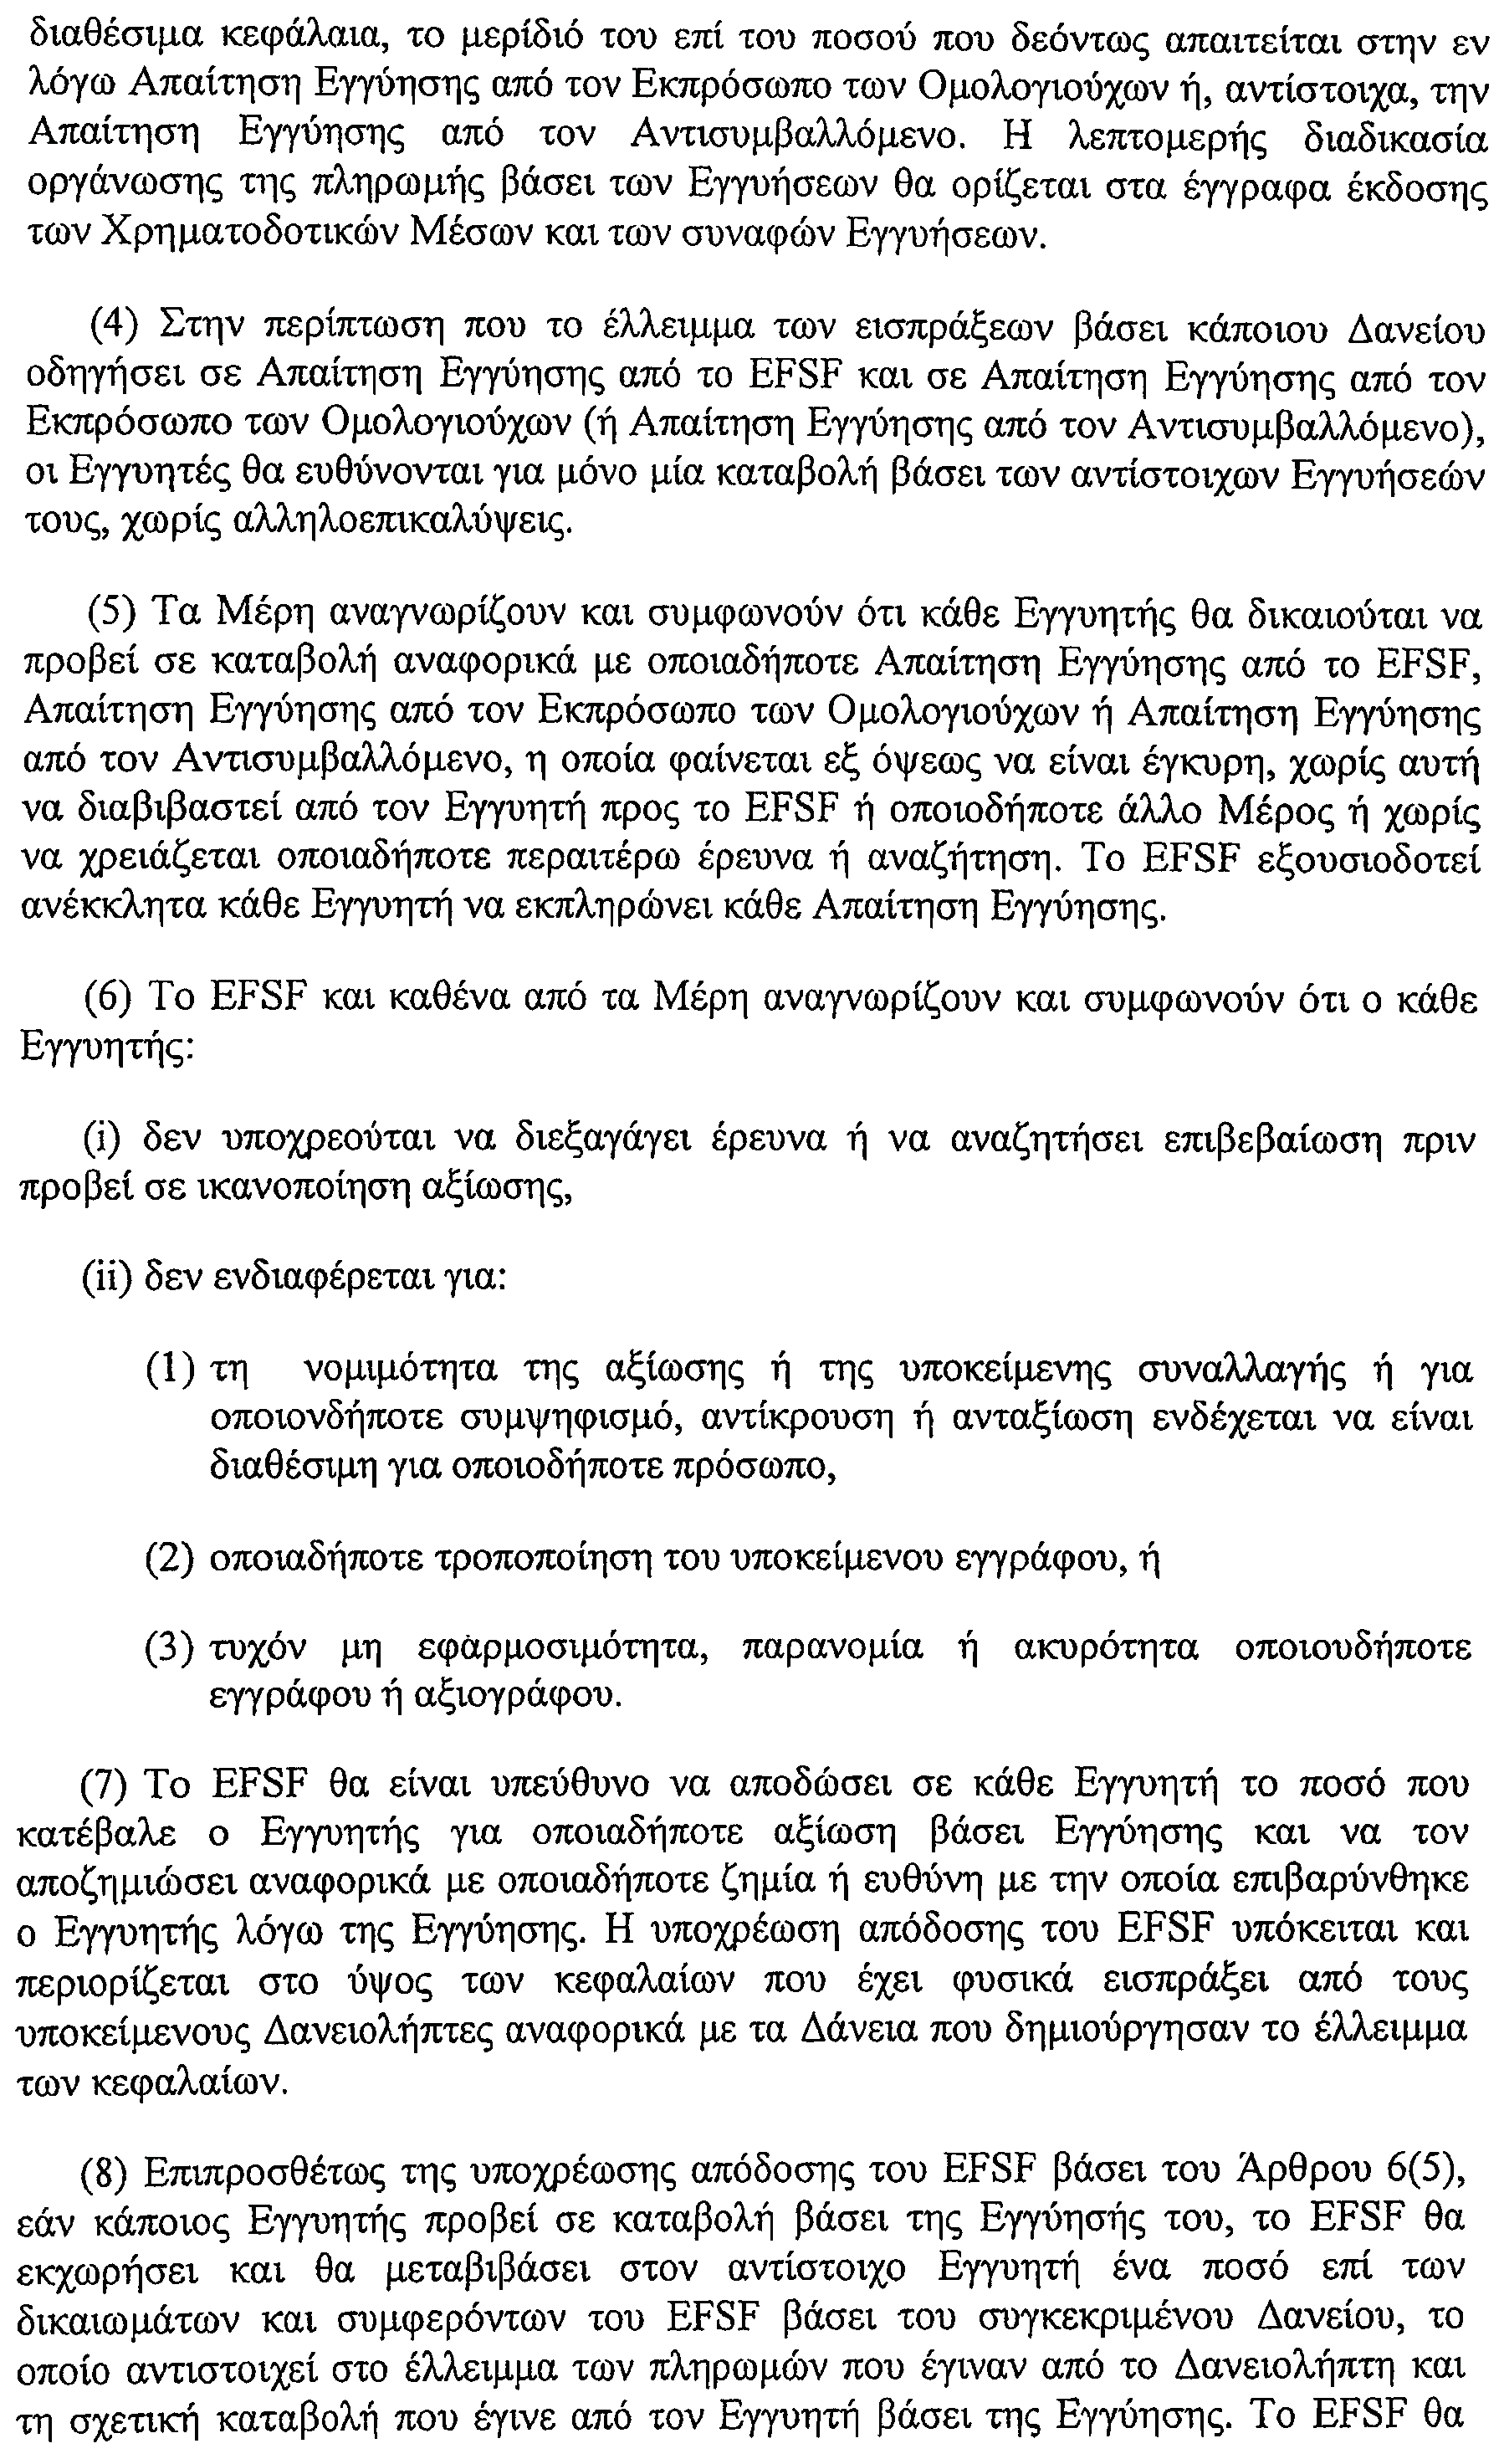 διαθέσιμα κεφάλαια, το μερίδιό του επί του ποσού που δεόντως απαιτείται στην εν
λόγω Απαίτηση Εγγύησης από τον Εκπρόσωπο των Ομολογιούχων ή, αντίστοιχα, την
Απαίτηση Εγγύησης από τον Αντισυμβαλλόμενο. Η λεπτομερής διαδικασία
οργάνωσης της πληρωμής βάσει των Εγγυήσεων θα ορίζεται στα έγγραφα έκδοσης
των Χρηματοδοτικών Μέσων και των συναφών Εγγυήσεων.
(4) Στην περίπτωση που το έλλειμμα των εισπράξεων βάσει κάποιου Δανείου
οδηγήσει σε Απαίτηση Εγγύησης από το EFSF και σε Απαίτηση Εγγύησης από τον
Εκπρόσωπο των Ομολογιούχων (ή Απαίτηση Εγγύησης από τον Αντισυμβαλλόμενο),
οι Εγγυητές θα ευθύνονται για μόνο μία καταβολή βάσει των αντίστοιχων Εγγυήσεών
τους, χωρίς αλληλοεπικαλύψεις.
(5) Τα Μέρη αναγνωρίζουν και συμφωνούν ότι κάθε Εγγυητής θα δικαιούται να
προβεί σε καταβολή αναφορικά με οποιαδήποτε Απαίτηση Εγγύησης από το EFSF,
Απαίτηση Εγγύησης από τον Εκπρόσωπο των Ομολογιούχων ή Απαίτηση Εγγύησης
από τον Αντισυμβαλλόμενο, η οποία φαίνεται εξ όψεως να είναι έγκυρη, χωρίς αυτή
να διαβιβαστεί από τον Εγγυητή προς το EFSF ή οποιοδήποτε άλλο Μέρος ή χωρίς
να χρειάζεται οποιαδήποτε περαιτέρω έρευνα ή αναζήτηση. Το EFSF εξουσιοδοτεί
ανέκκλητα κάθε Εγγυητή να εκπληρώνει κάθε Απαίτηση Εγγύησης.
(6) Το EFSF και καθένα από τα Μέρη αναγνωρίζουν και συμφωνούν ότι ο κάθε
Εγγυητής:
(i) δεν υποχρεούται να διεξαγάγει έρευνα ή να αναζητήσει επιβεβαίωση πριν
προβεί σε ικανοποίηση αξίωσης,
(ii) δεν ενδιαφέρεται για:
(1) τη νομιμότητα της αξίωσης ή της υποκείμενης συναλλαγής ή για
οποιονδήποτε συμψηφισμό, αντίκρουση ή ανταξίωση ενδέχεται να είναι
διαθέσιμη για οποιοδήποτε πρόσωπο,
(2) οποιαδήποτε τροποποίηση του υποκείμενου εγγράφου, ή
(3) τυχόν μη εφαρμοσιμότητα, παρανομία ή ακυρότητα οποιουδήποτε
εγγράφου ή αξιογράφου.
(7) Το EFSF θα είναι υπεύθυνο να αποδώσει σε κάθε Εγγυητή το ποσό που
κατέβαλε ο Εγγυητής για οποιαδήποτε αξίωση βάσει Εγγύησης και να τον
αποζημιώσει αναφορικά με οποιαδήποτε ζημία ή ευθύνη με την οποία επιβαρύνθηκε
ο Εγγυητής λόγω της Εγγύησης. Η υποχρέωση απόδοσης του EFSF υπόκειται και
περιορίζεται στο ύψος των κεφαλαίων που έχει φυσικά εισπράξει από τους
υποκείμενους Δανειολήπτες αναφορικά με τα Δάνεια που δημιούργησαν το έλλειμμα
των κεφαλαίων.
(8) Επιπροσθέτως της υποχρέωσης απόδοσης του EFSF βάσει του Άρθρου 6(5),
εάν κάποιος Εγγυητής προβεί σε καταβολή βάσει της Εγγύησής του, το EFSF θα
εκχωρήσει και θα μεταβιβάσει στον αντίστοιχο Εγγυητή ένα ποσό επί των
δικαιωμάτων και συμφερόντων του EFSF βάσει του συγκεκριμένου Δανείου, το
οποίο αντιστοιχεί στο έλλειμμα των πληρωμών που έγιναν από το Δανειολήπτη και
τη σχετική καταβολή που έγινε από τον Εγγυητή βάσει της Εγγύησης. Το EFSF θα